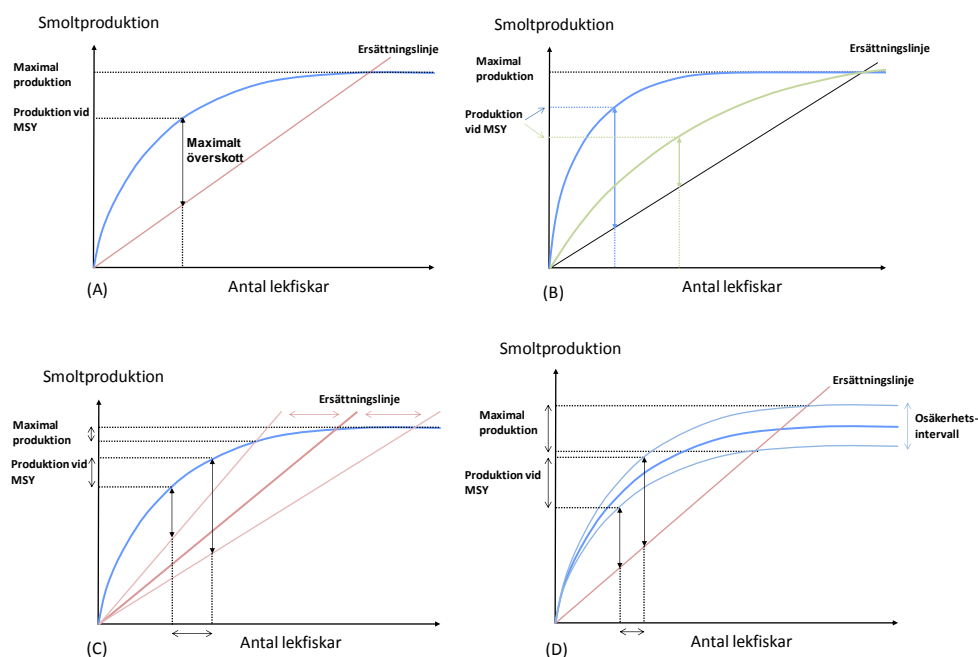 Smoltproduktion
Ersättningslinje
Maximal
produktion
Produktion vid
MSY
Maximalt
överskott
Antal lekfiskar
(A)
Smoltproduktion
Ersättningslinje
Maximal
produktion
Produktion
vid MSY
Antal lekfiskar
(B)
Smoltproduktion
Ersättningslinje
Maximal
produktion
Produktion vid
MSY
Antal lekfiskar
(C)
Smoltproduktion
Ersättningslinje
Maximal
produktion
Osäkerhets-
intervall
Produktion vid
MSY
Antal lekfiskar
(D)